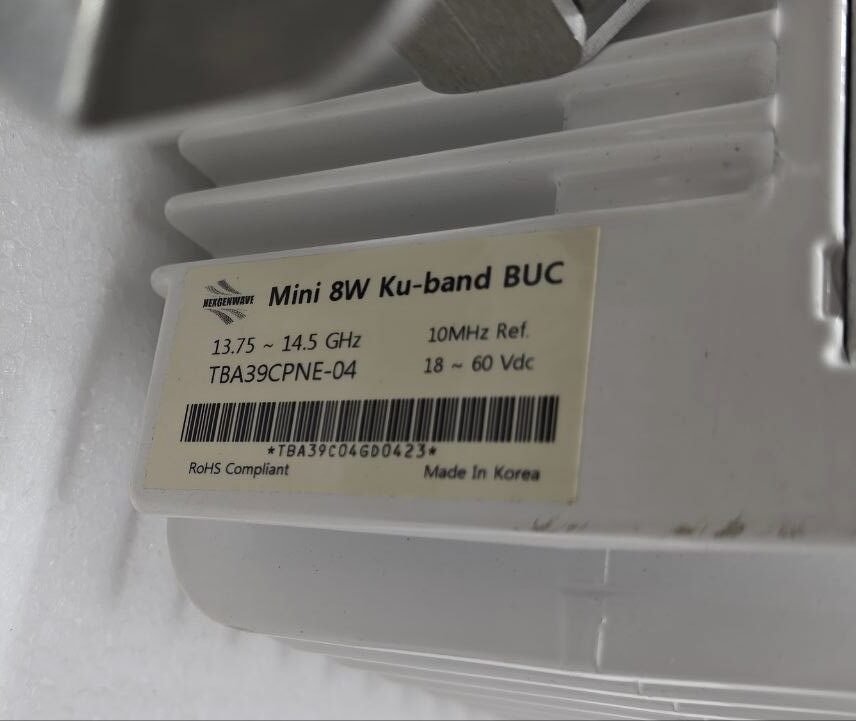 NEXGENWAVE
Mini 8W Ku-band BUC
13.75 ~ 14.5 GHz 10MHz Ref.
TBA39CPNE-04 18 ~ 60 Vdc
*TBA39C04GD0423*
RoHS Compliant Made In Korea